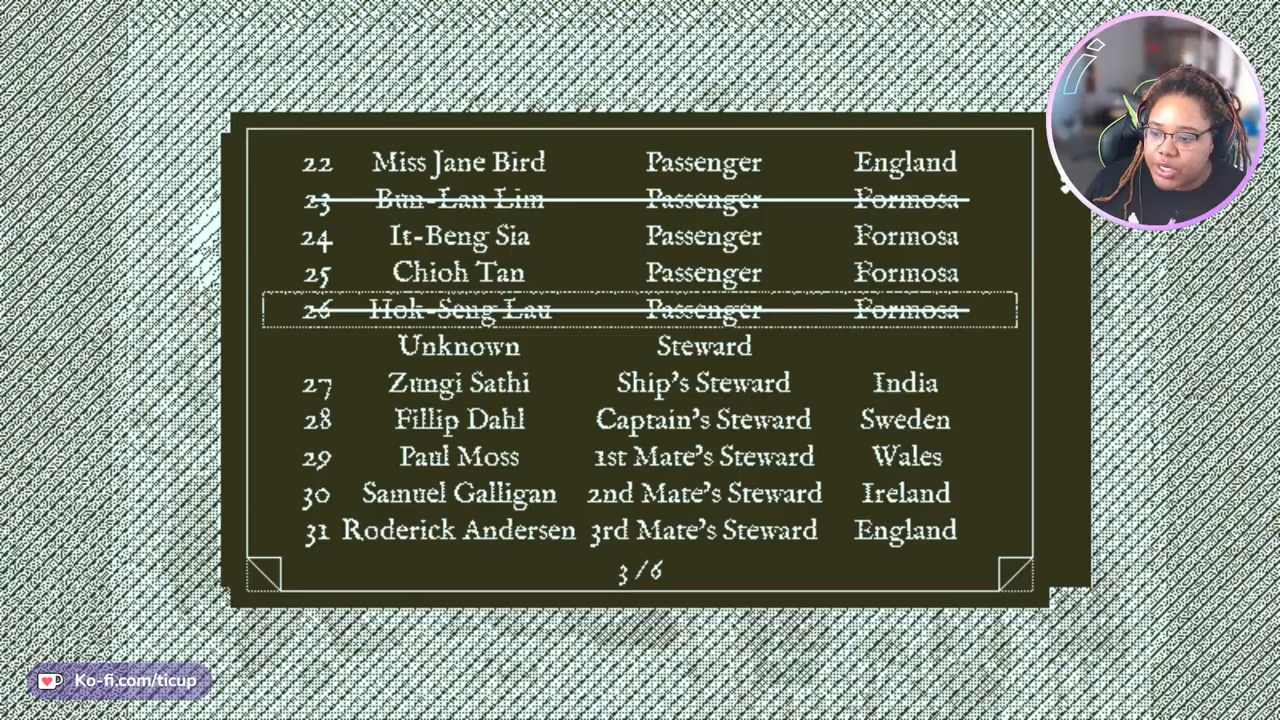 22 Miss Jane Bird Passenger England
23 Bun-Lan Lim Passenger Formosa
24 It-Beng Sia Passenger Formosa
25 Chioh Tan Passenger Formosa
26 Hok-Seng Lau Passenger Formosa
Unknown Steward
27 Zungi Sathi Ship's Steward India
28 Fillip Dahl Captain's Steward Sweden
29 Paul Moss 1st Mate's Steward Wales
30 Samuel Galligan 2nd Mate's Steward Ireland
31 Roderick Andersen 3rd Mate's Steward England
3/6
Ko-fi.com/ticup